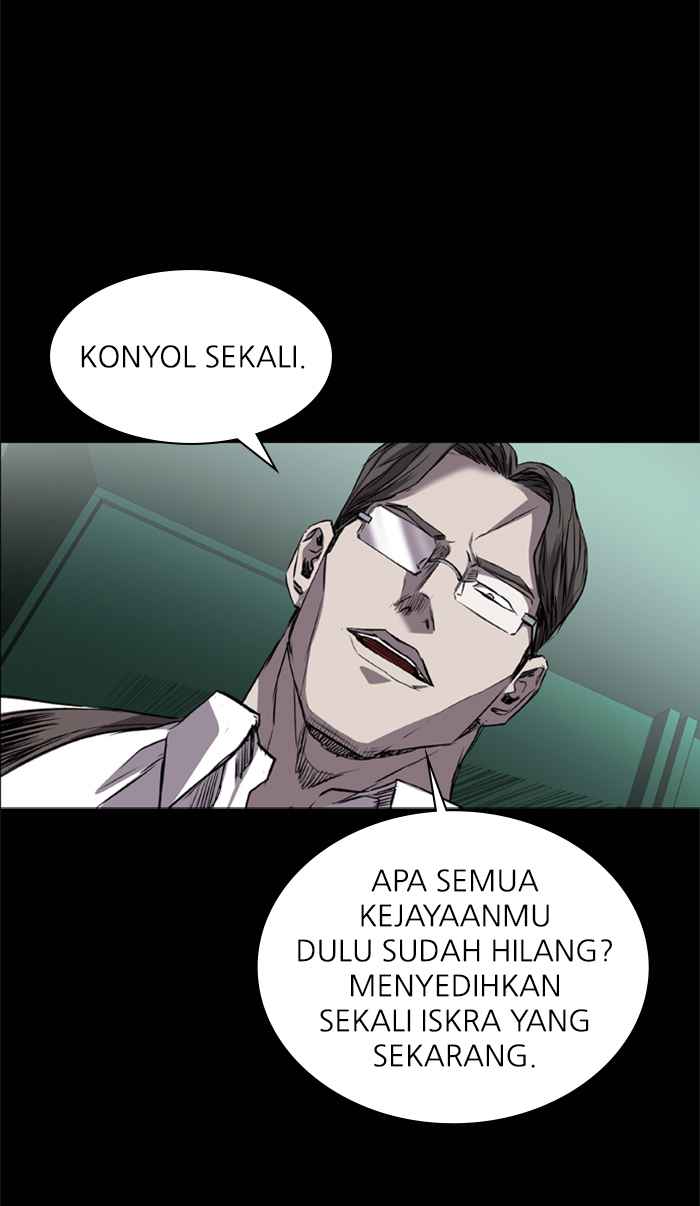 KONYOL SEKALI.
APA SEMUA
KEJAYAANMU
DULU SUDAH HILANG?
MENYEDIHKAN
SEKALI ISKRA YANG
SEKARANG.